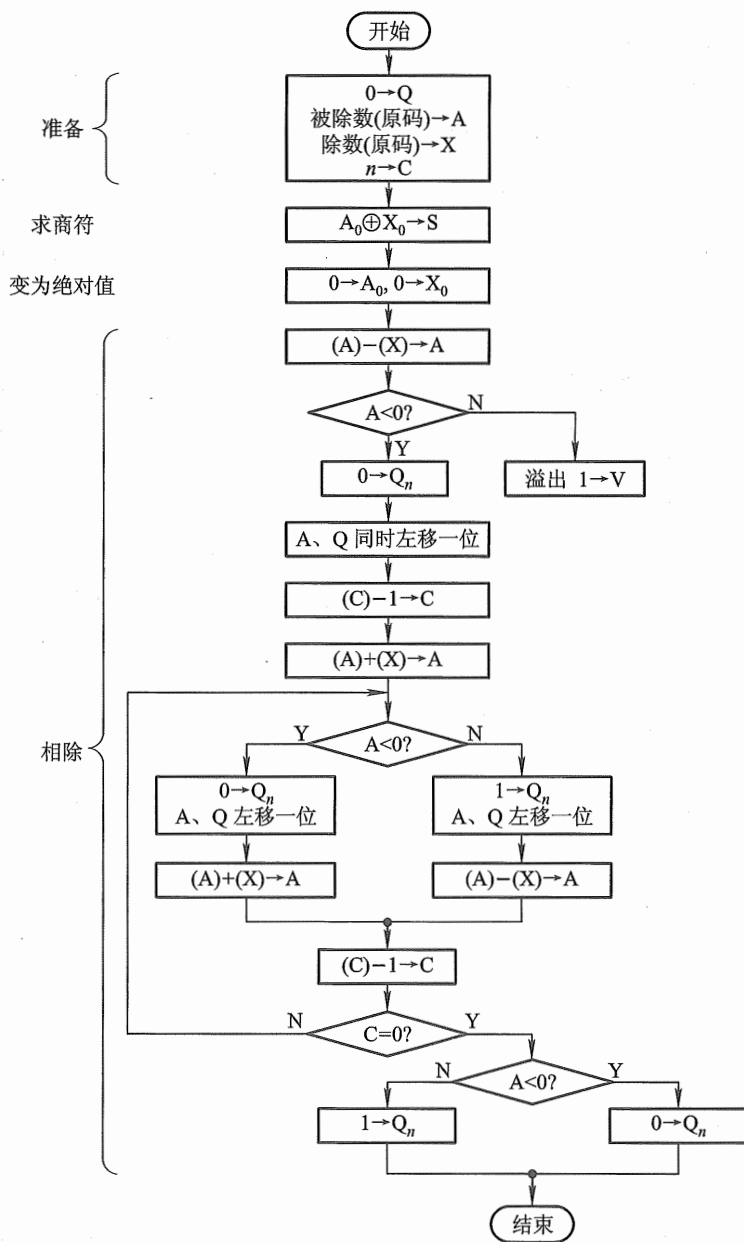 开始
准备
0→Q
被除数(原码)→A
除数(原码)→X
n→C
求商符
A₀⊕X₀→S
变为绝对值
0→A₀, 0→X₀
(A)−(X)→A
A<0?
N
Y
0→Qₙ
溢出 1→V
A、Q 同时左移一位
(C)−1→C
(A)+(X)→A
相除
Y
A<0?
N
0→Qₙ
A、Q 左移一位
1→Qₙ
A、Q 左移一位
(A)+(X)→A
(A)−(X)→A
(C)−1→C
N
C=0?
Y
N
A<0?
Y
1→Qₙ
0→Qₙ
结束